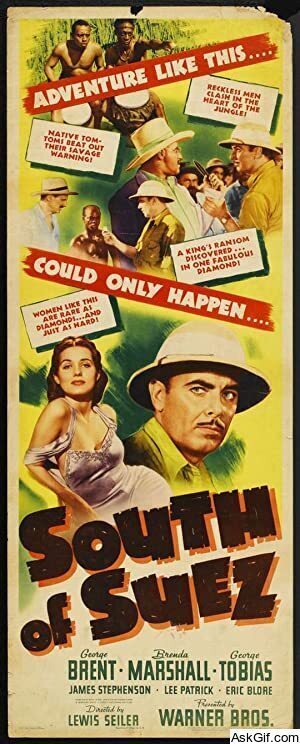 ADVENTURE LIKE THIS....
RECKLESS MEN
CLASH IN THE
HEART OF THE
JUNGLE!
NATIVE TOM-
TOMS BEAT OUT
THEIR SAVAGE
WARNING!
A KING'S RANSOM
DISCOVERED...
IN ONE FABULOUS
DIAMOND!
COULD ONLY HAPPEN....
WOMEN LIKE THIS
ARE RARE AS
DIAMONDS...AND
JUST AS HARD!
SOUTH
OF SUEZ
George Brenda George
BRENT · MARSHALL · TOBIAS
JAMES STEPHENSON · LEE PATRICK · ERIC BLORE
Directed by Presented by
LEWIS SEILER WARNER BROS.
AskGif.com